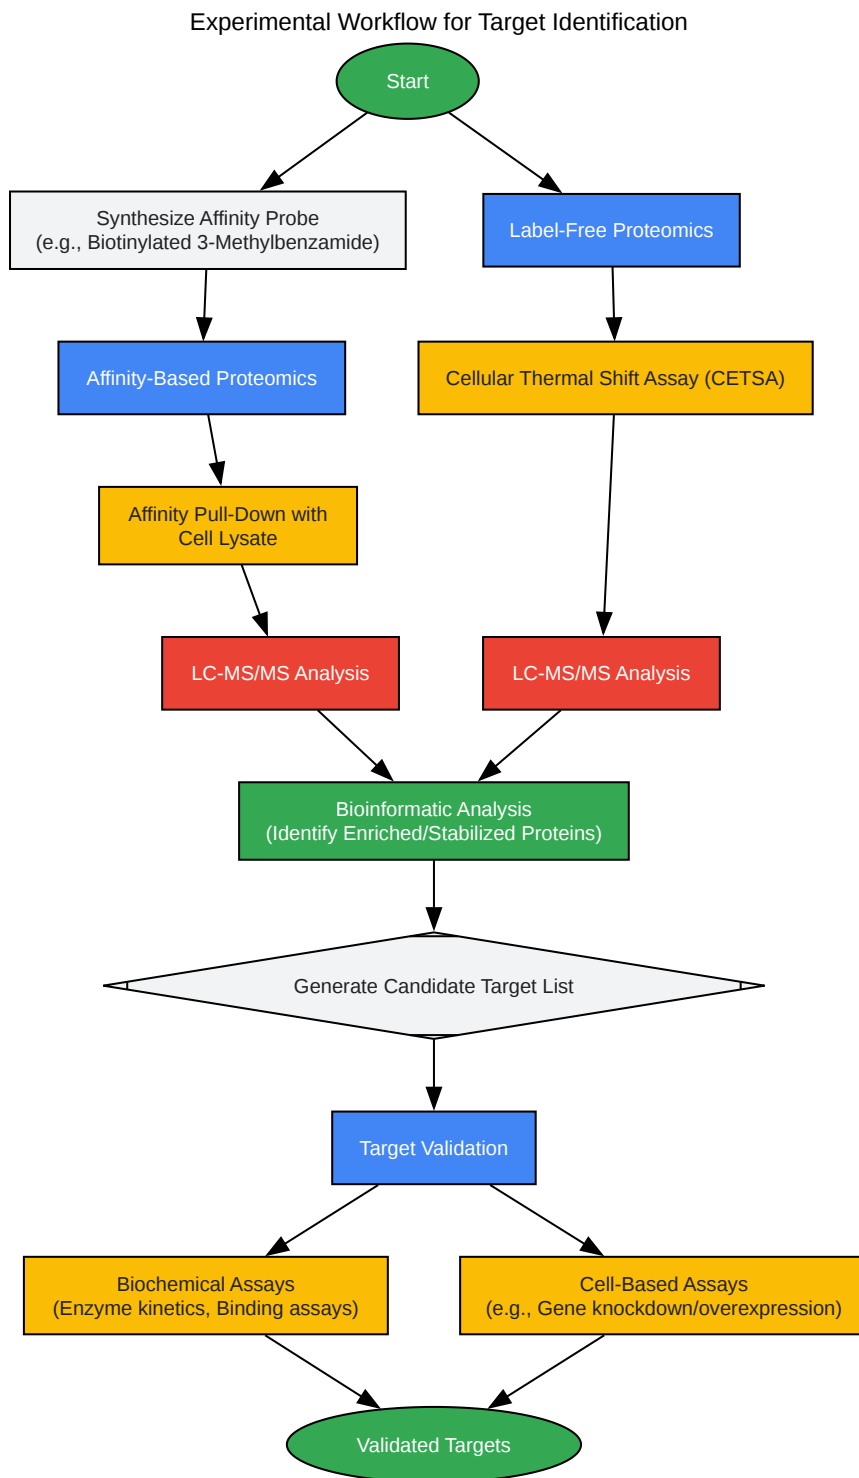 Experimental Workflow for Target Identification
Start
Synthesize Affinity Probe
(e.g., Biotinylated 3-Methylbenzamide)
Label-Free Proteomics
Affinity-Based Proteomics
Cellular Thermal Shift Assay (CETSA)
Affinity Pull-Down with
Cell Lysate
LC-MS/MS Analysis
LC-MS/MS Analysis
Bioinformatic Analysis
(Identify Enriched/Stabilized Proteins)
Generate Candidate Target List
Target Validation
Biochemical Assays
(Enzyme kinetics, Binding assays)
Cell-Based Assays
(e.g., Gene knockdown/overexpression)
Validated Targets